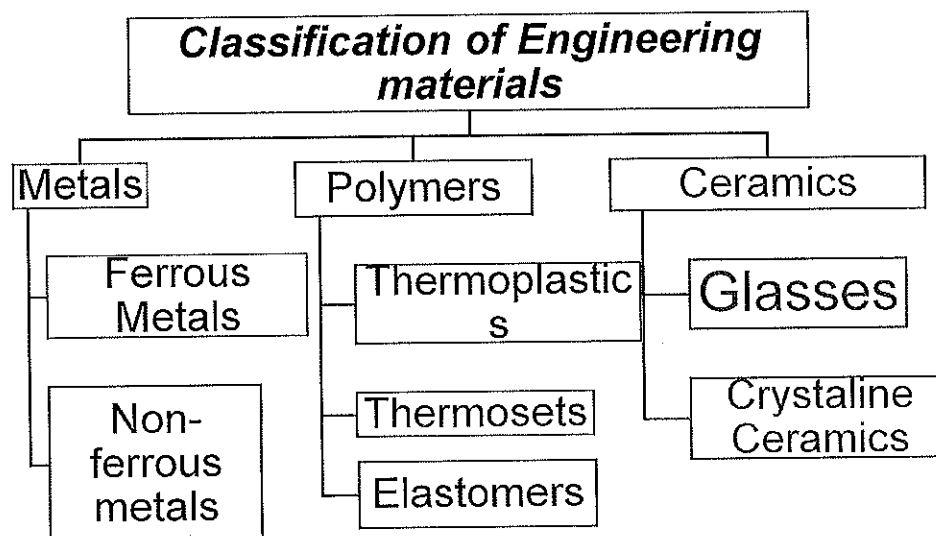 Classification of Engineering
materials
Metals
Polymers
Ceramics
Ferrous
Metals
Non-
ferrous
metals
Thermoplastic
s
Thermosets
Elastomers
Glasses
Crystaline
Ceramics